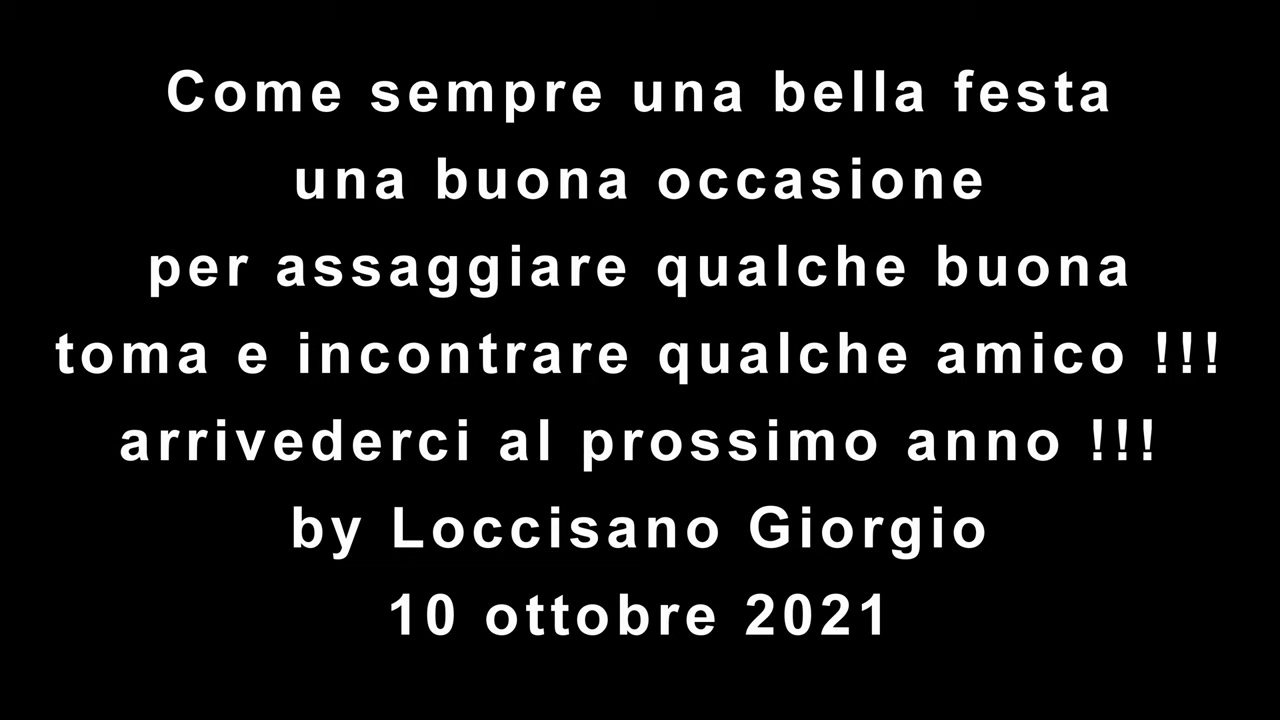 Come sempre una bella festa
una buona occasione
per assaggiare qualche buona
toma e incontrare qualche amico !!!
arrivederci al prossimo anno !!!
by Loccisano Giorgio
10 ottobre 2021